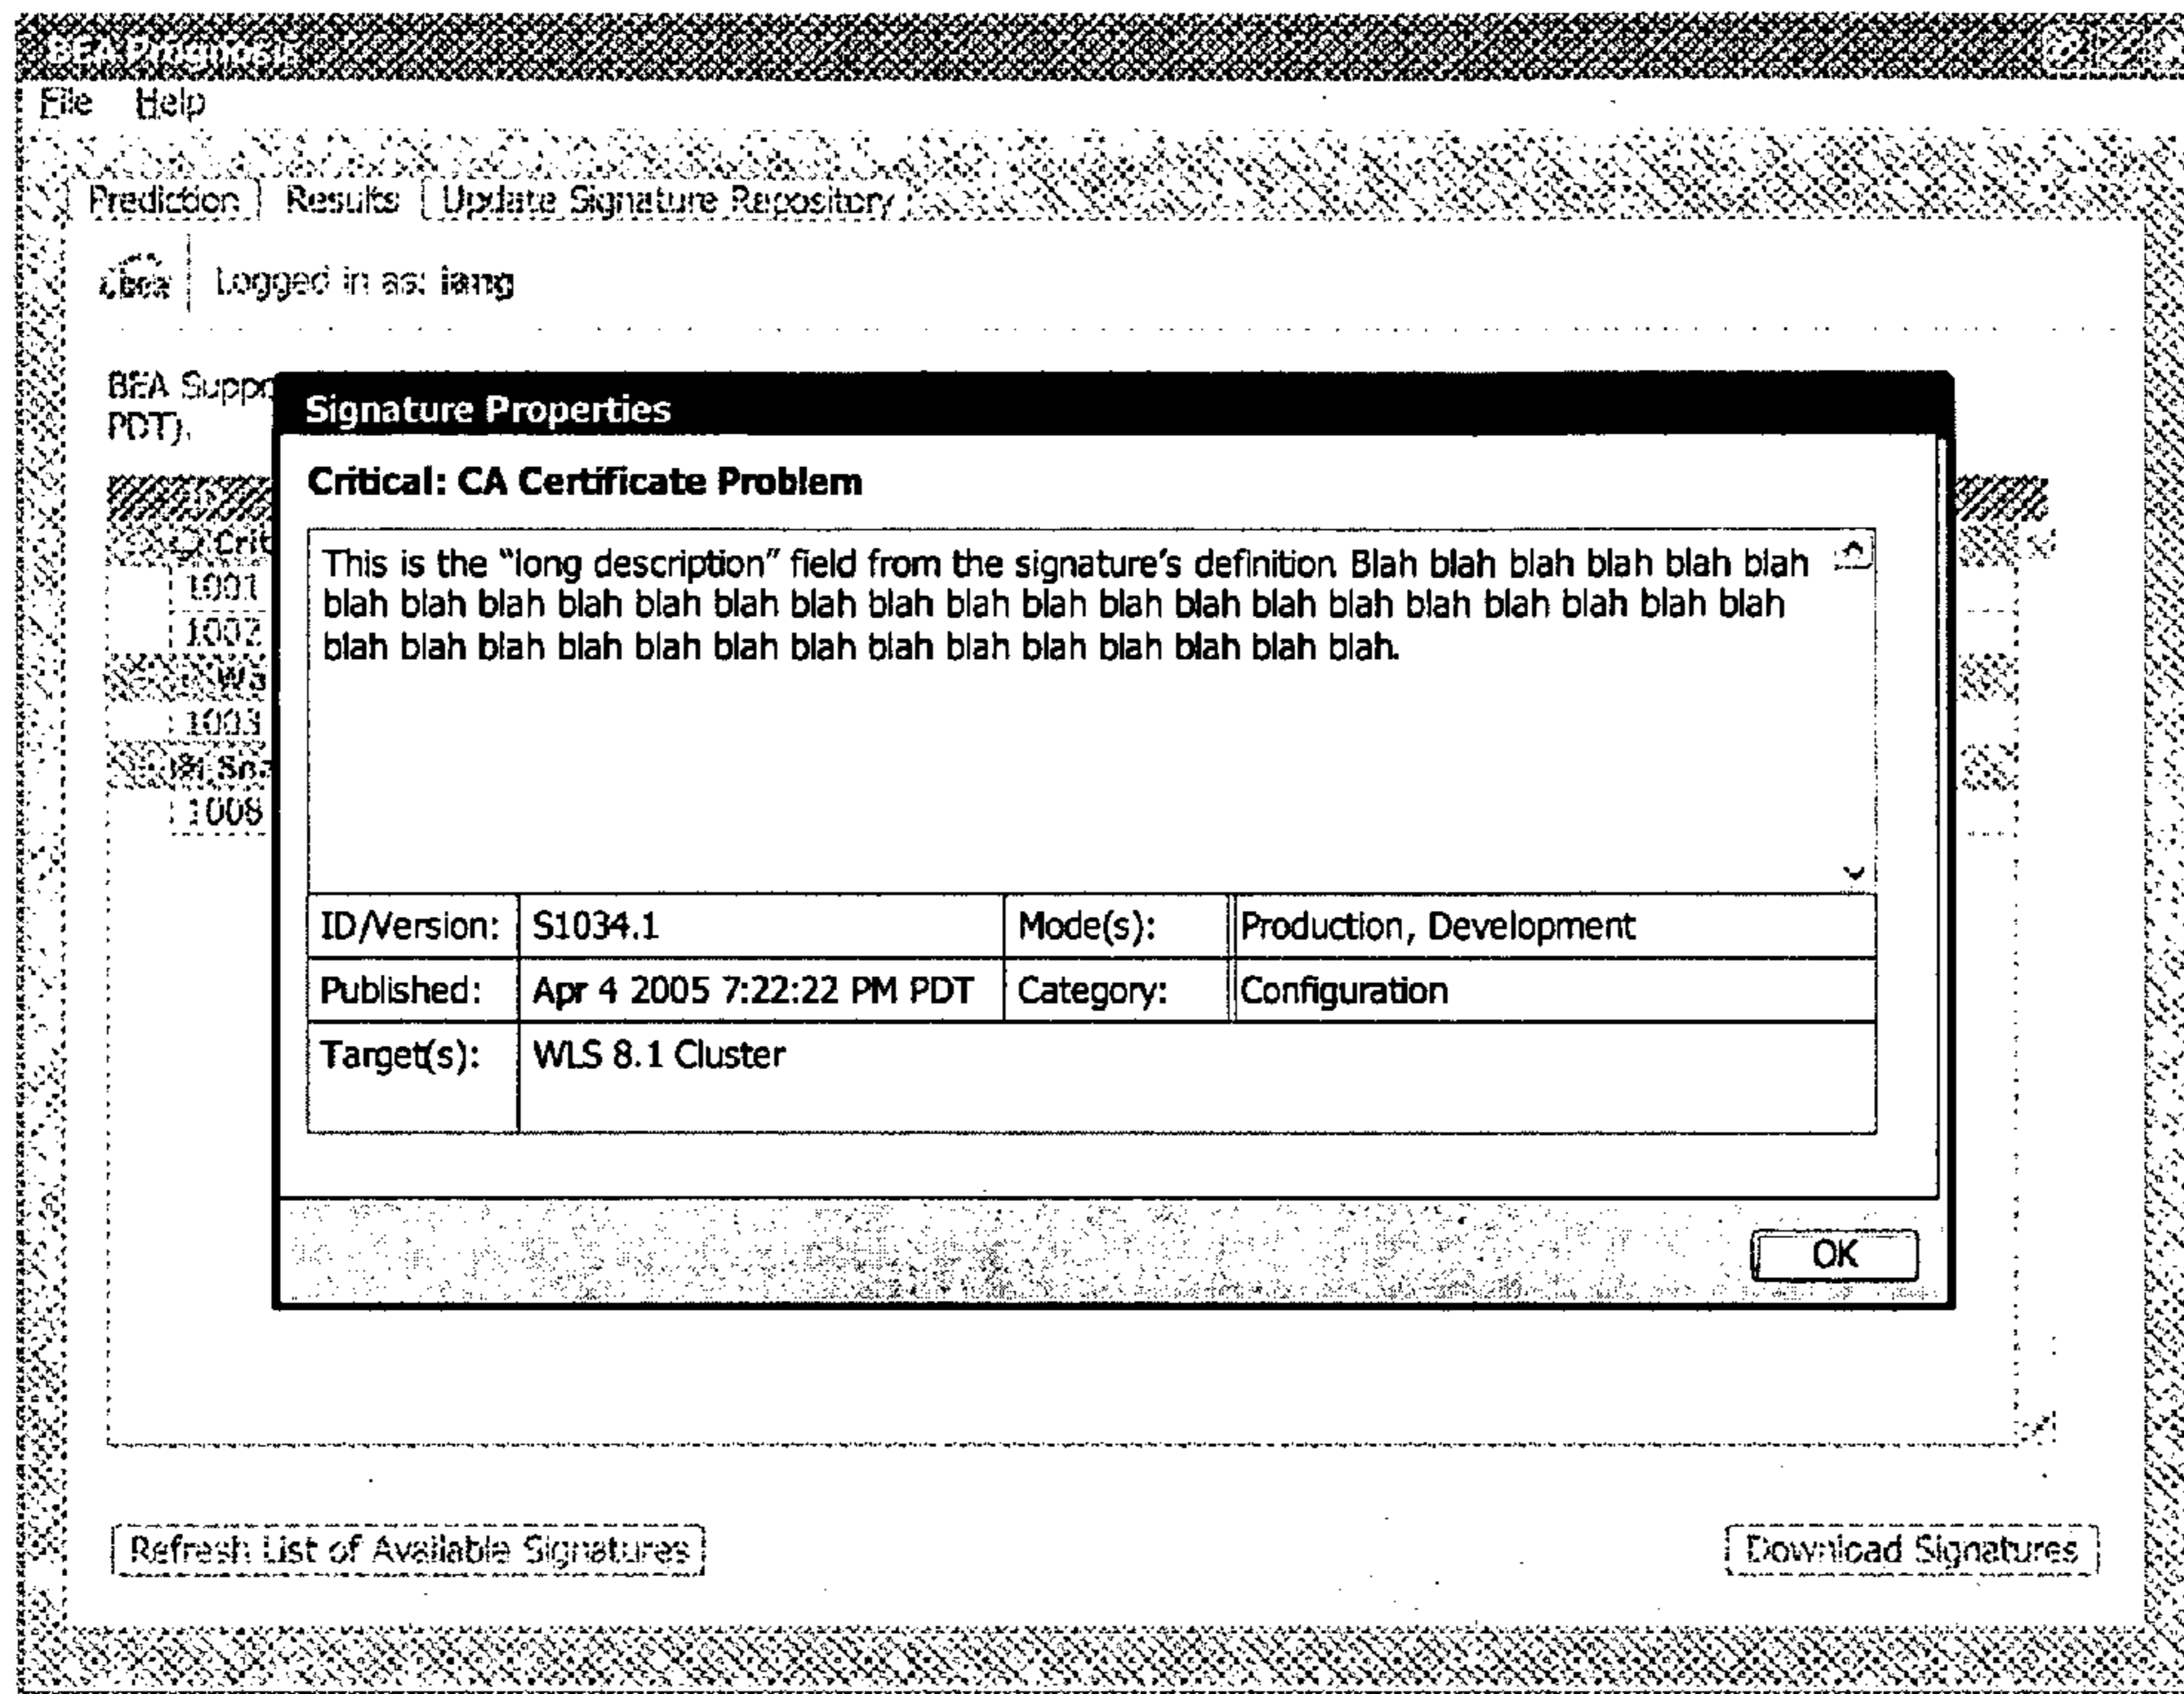 BEA Prognosis
File Help
Prediction Results Update Signature Repository
bea Logged in as: iang
BEA Suppo
PDT).
Signature Properties
Critical: CA Certificate Problem
Crit
1001
1002
Wa
1003
1008
This is the “long description” field from the signature’s definition Blah blah blah blah blah blah
blah blah blah blah blah blah blah blah blah blah blah blah blah blah blah blah blah blah blah
blah blah blah blah blah blah blah blah blah blah blah blah blah blah.
ID/Version: S1034.1 Mode(s): Production, Development
Published: Apr 4 2005 7:22:22 PM PDT Category: Configuration
Target(s): WLS 8.1 Cluster
OK
Refresh List of Available Signatures Download Signatures